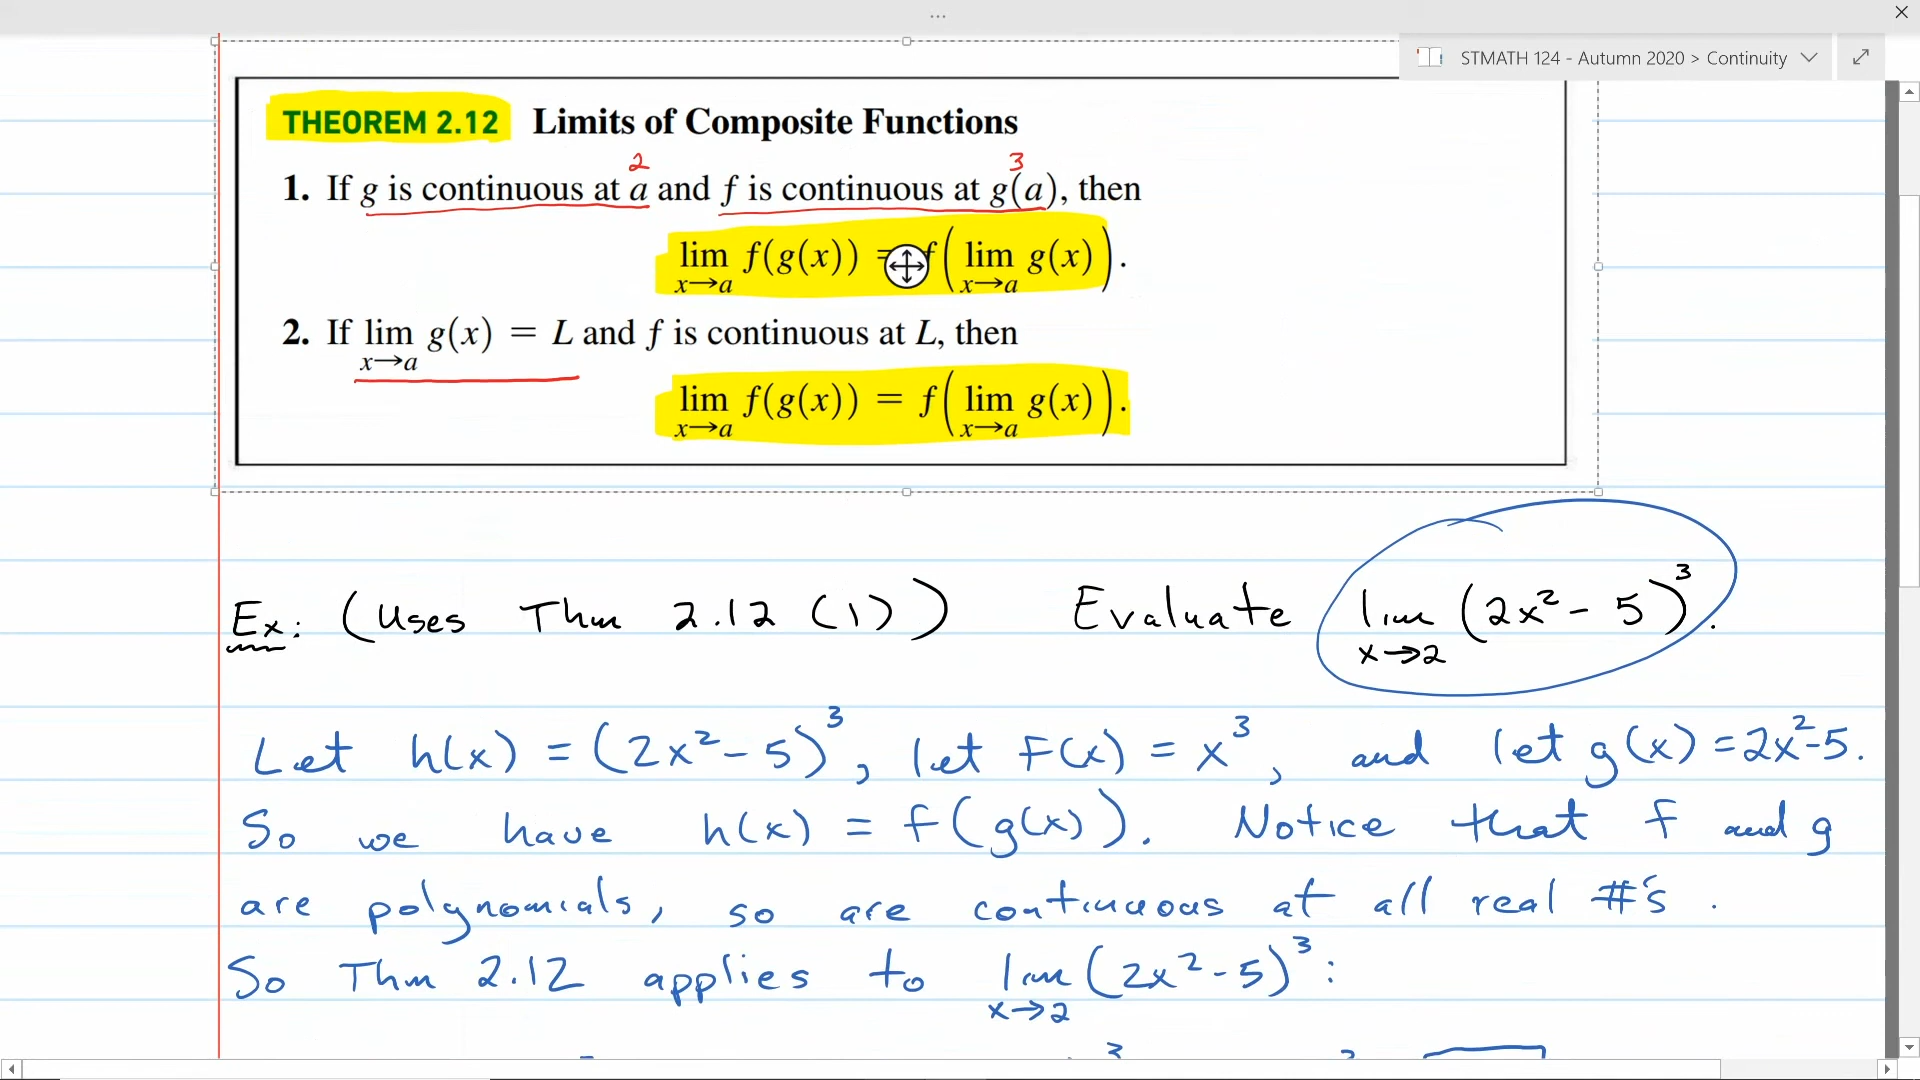 STMATH 124 - Autumn 2020 > Continuity
THEOREM 2.12 Limits of Composite Functions
2 3
1. If g is continuous at a and f is continuous at g(a), then
lim x→a f(g(x)) = f( lim x→a g(x) ).
2. If lim x→a g(x) = L and f is continuous at L, then
lim x→a f(g(x)) = f( lim x→a g(x) ).
Ex: (Uses Thm 2.12 (1)) Evaluate lim x→2 (2x² - 5)³.
Let h(x) = (2x² - 5)³, let f(x) = x³, and let g(x) = 2x² - 5.
So we have h(x) = f(g(x)). Notice that f and g
are polynomials, so are continuous at all real #'s.
So Thm 2.12 applies to lim x→2 (2x² - 5)³: